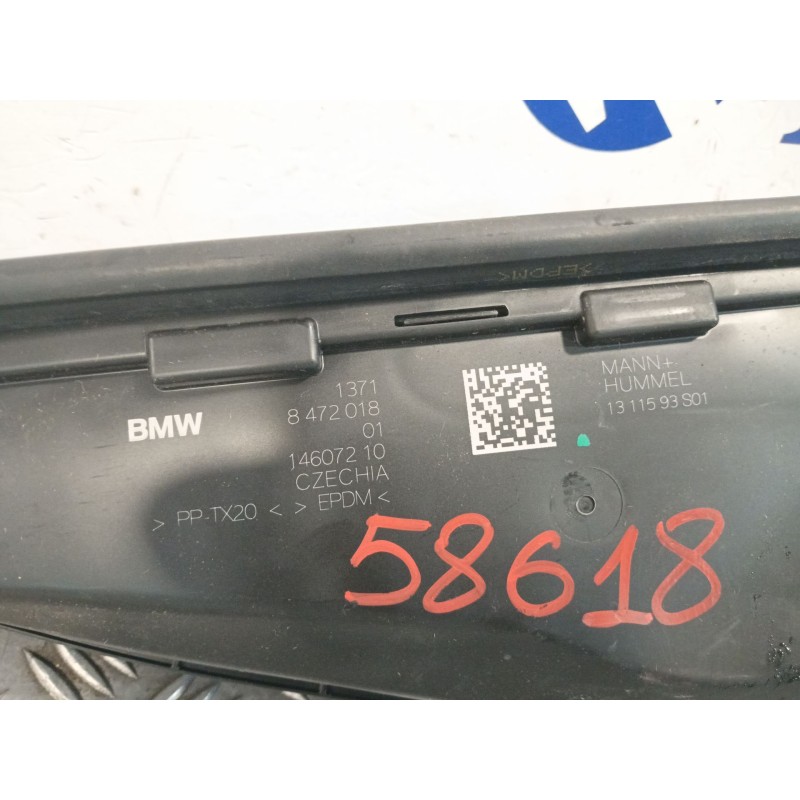 >EPDM<
1371
BMW
8 472 018
01
146072 10
CZECHIA
> PP-TX20 < > EPDM <
MANN+
HUMMEL
13 115 93 S01
58618